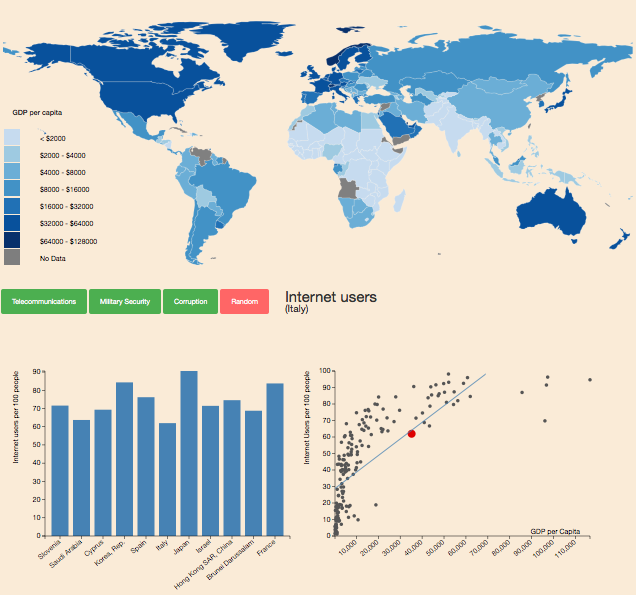 GDP per capita
< $2000
$2000 - $4000
$4000 - $8000
$8000 - $16000
$16000 - $32000
$32000 - $64000
$64000 - $128000
No Data
Telecommunications
Military Security
Corruption
Random
Internet users
(Italy)
Internet users per 100 people
90
80
70
60
50
40
30
20
10
0
Slovenia
Saudi Arabia
Cyprus
Korea, Rep.
Spain
Italy
Japan
Israel
Hong Kong SAR, China
Brunei Darussalam
France
Internet Users per 100 people
100
90
80
70
60
50
40
30
20
10
0
GDP per Capita
10,000
20,000
30,000
40,000
50,000
60,000
70,000
80,000
90,000
100,000
110,000